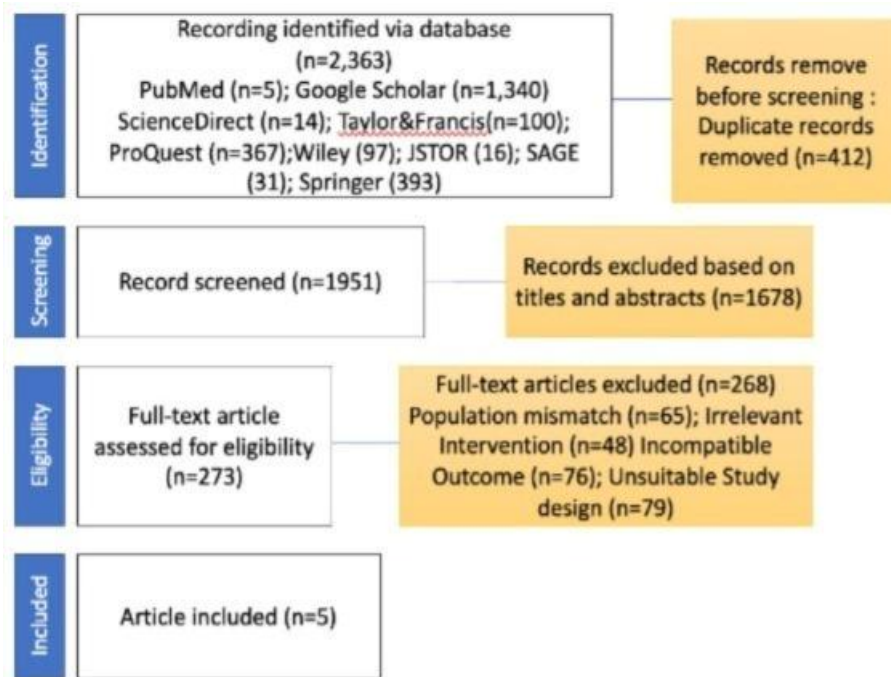 Identification
Recording identified via database
(n=2,363)
PubMed (n=5); Google Scholar (n=1,340)
ScienceDirect (n=14); Taylor&Francis(n=100);
ProQuest (n=367);Wiley (97); JSTOR (16); SAGE
(31); Springer (393)
Records remove
before screening :
Duplicate records
removed (n=412)
Screening
Record screened (n=1951)
Records excluded based on
titles and abstracts (n=1678)
Eligibility
Full-text article
assessed for eligibility
(n=273)
Full-text articles excluded (n=268)
Population mismatch (n=65); Irrelevant
Intervention (n=48) Incompatible
Outcome (n=76); Unsuitable Study
design (n=79)
Included
Article included (n=5)